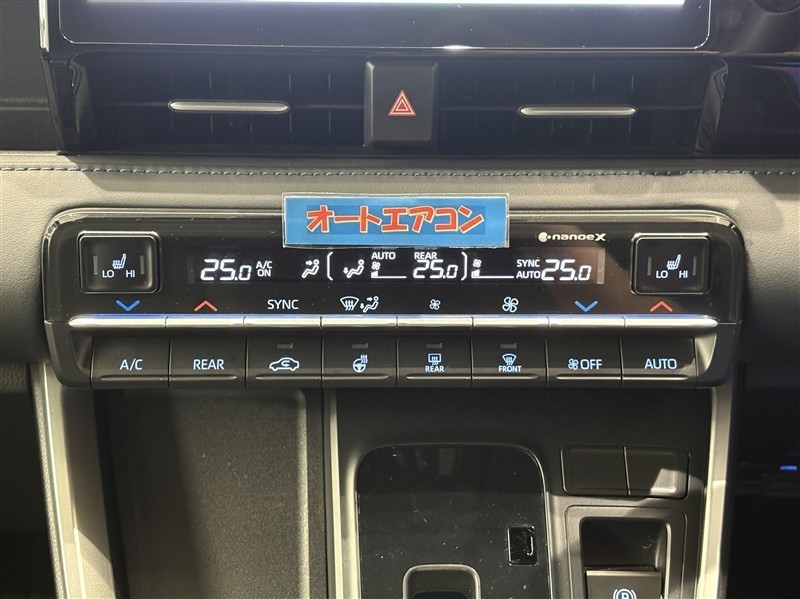 オートエアコン
nanoeX
LO HI
25.0 A/C ON
AUTO
REAR
25.0
SYNC
AUTO 25.0
LO HI
SYNC
A/C
REAR
REAR
FRONT
OFF
AUTO
P